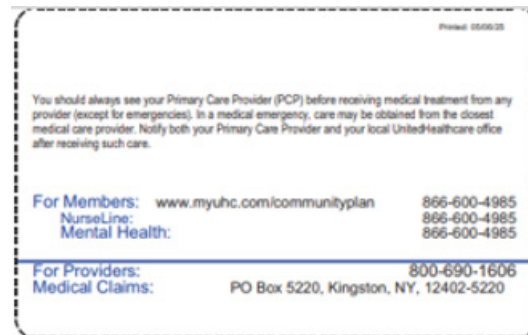 Printed: 05/06/25
You should always see your Primary Care Provider (PCP) before receiving medical treatment from any
provider (except for emergencies). In a medical emergency, care may be obtained from the closest
medical care provider. Notify both your Primary Care Provider and your local UnitedHealthcare office
after receiving such care.
For Members: www.myuhc.com/communityplan 866-600-4985
NurseLine: 866-600-4985
Mental Health: 866-600-4985
For Providers: 800-690-1606
Medical Claims: PO Box 5220, Kingston, NY, 12402-5220